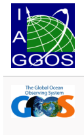 I
A
GGOS
The Global Ocean
Observing System
GOOS